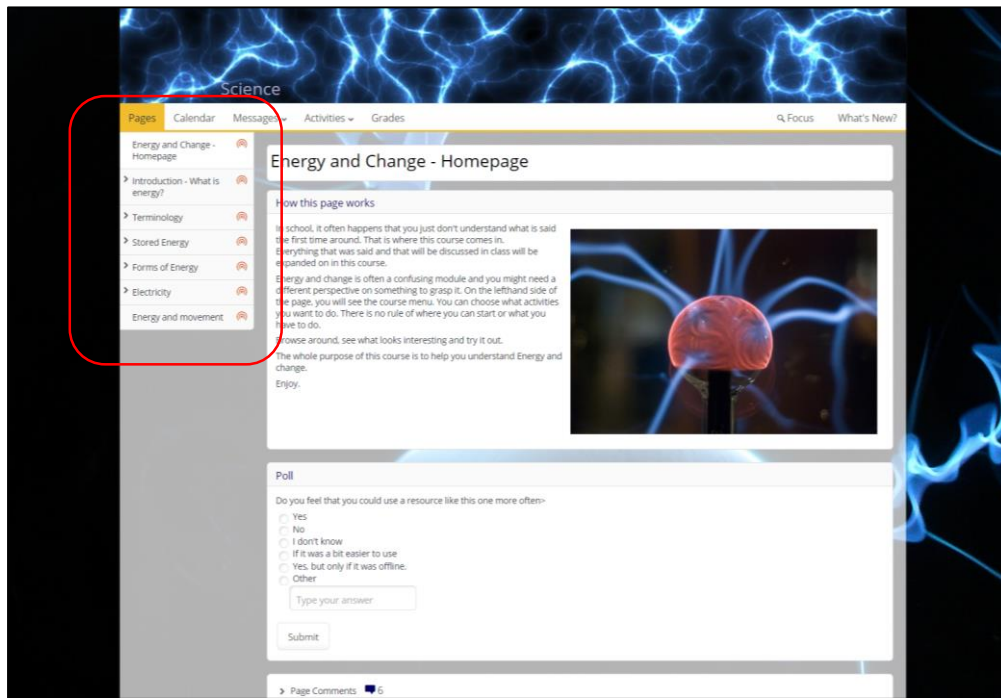 Science
Pages Calendar Messages Activities Grades Focus What's New?
Energy and Change -
Homepage
Introduction - What is
energy?
Terminology
Stored Energy
Forms of Energy
Electricity
Energy and movement
Energy and Change - Homepage
How this page works
In school, it often happens that you just don't understand what is said
the first time around. That is where this course comes in.
Everything that was said and that will be discussed in class will be
expanded on in this course.
Energy and change is often a confusing module and you might need a
different perspective on something to grasp it. On the lefthand side of
the page, you will see the course menu. You can choose what activities
you want to do. There is no rule of where you can start or what you
have to do.
Browse around, see what looks interesting and try it out.
The whole purpose of this course is to help you understand Energy and
change.
Enjoy.
Poll
Do you feel that you could use a resource like this one more often>
Yes
No
I don't know
If it was a bit easier to use
Yes, but only if it was offline.
Other
Type your answer
Submit
Page Comments 6